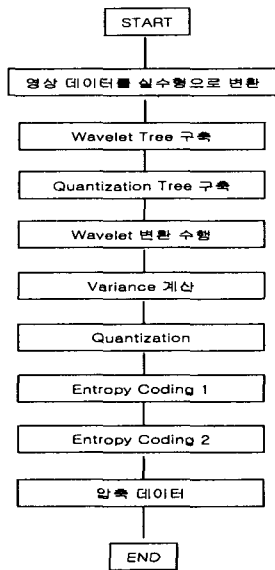 START
영상 데이터를 실수형으로 변환
Wavelet Tree 구축
Quantization Tree 구축
Wavelet 변환 수행
Variance 계산
Quantization
Entropy Coding 1
Entropy Coding 2
압축 데이터
END